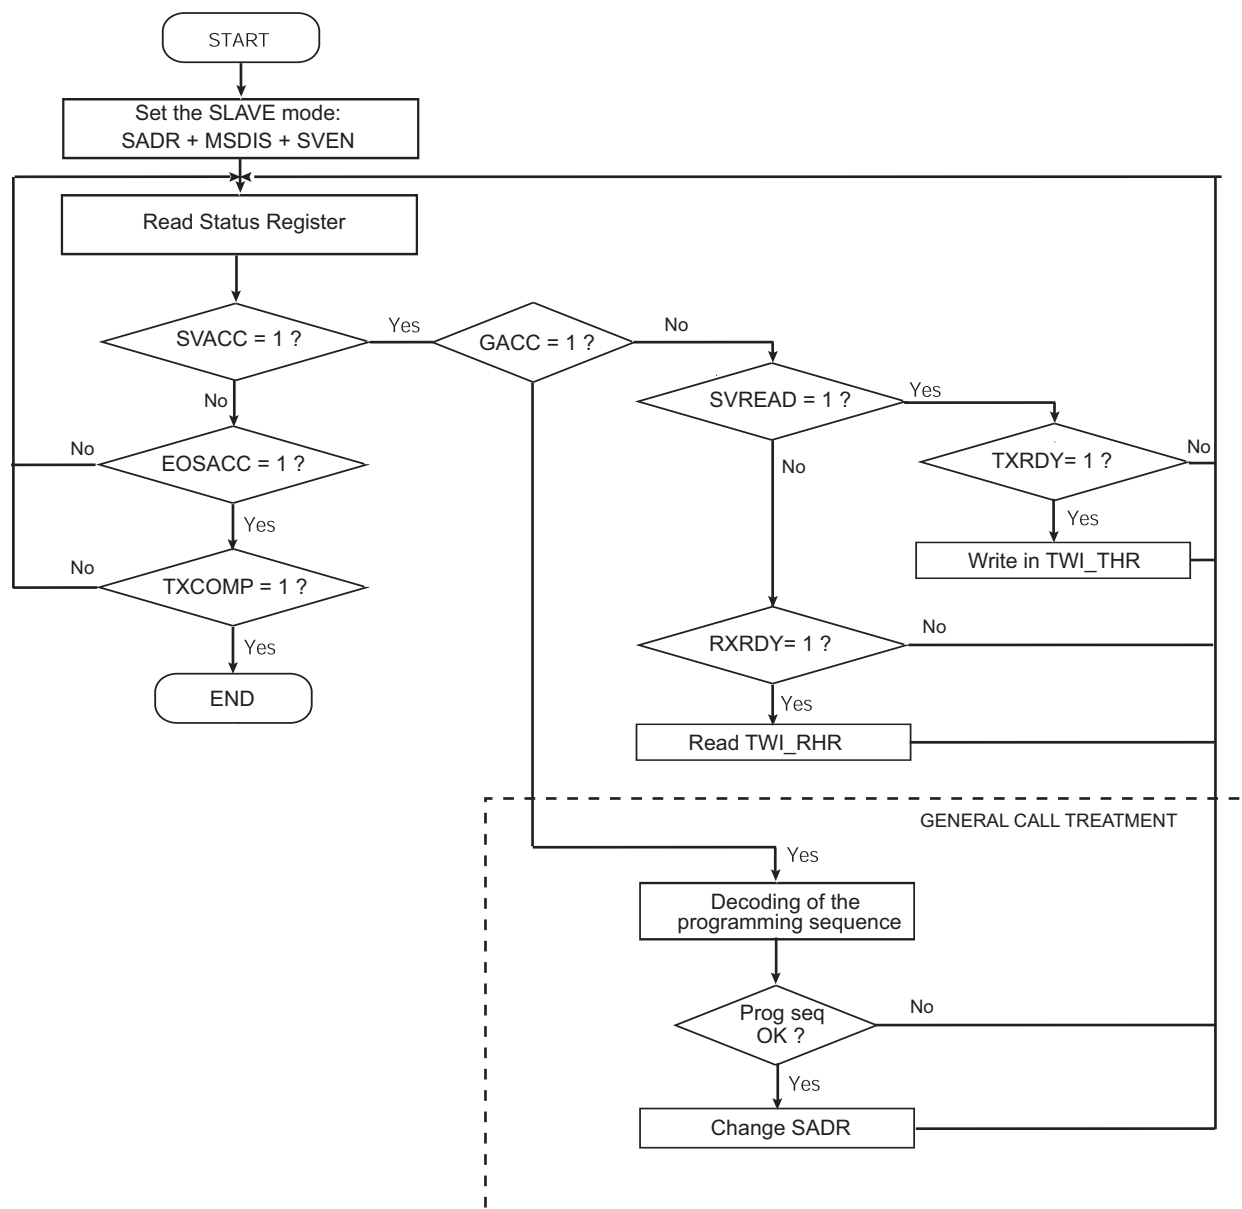 START
Set the SLAVE mode:
SADR + MSDIS + SVEN
Read Status Register
SVACC = 1 ?
Yes
GACC = 1 ?
No
SVREAD = 1 ?
Yes
No
EOSACC = 1 ?
No
No
TXRDY= 1 ?
No
Yes
Yes
Write in TWI_THR
TXCOMP = 1 ?
No
RXRDY= 1 ?
No
Yes
END
Yes
Read TWI_RHR
GENERAL CALL TREATMENT
Yes
Decoding of the
programming sequence
Prog seq
OK ?
No
Yes
Change SADR